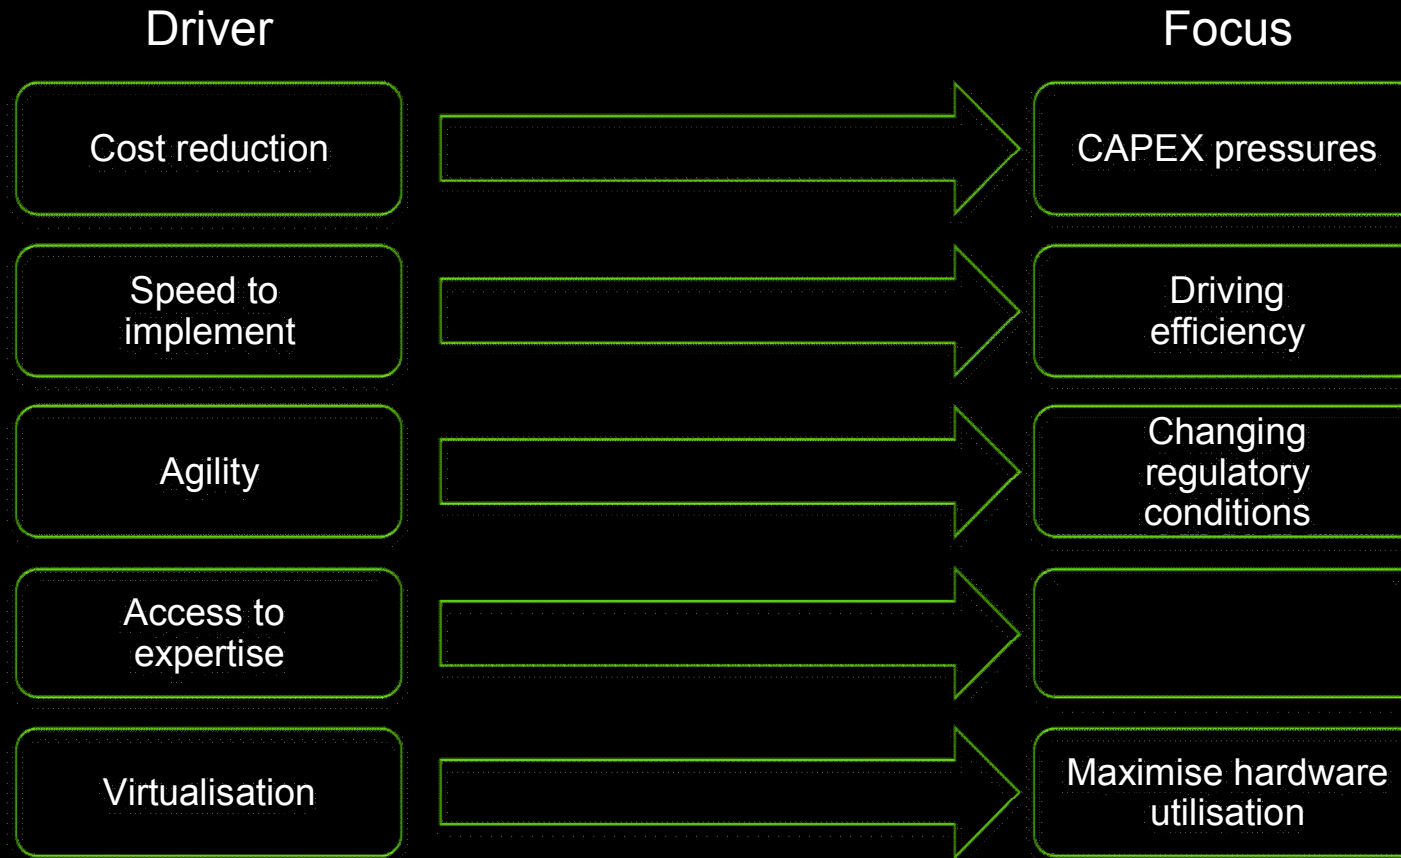 Driver
Focus
Cost reduction
CAPEX pressures
Speed to
implement
Driving
efficiency
Agility
Changing
regulatory
conditions
Access to
expertise
Virtualisation
Maximise hardware
utilisation